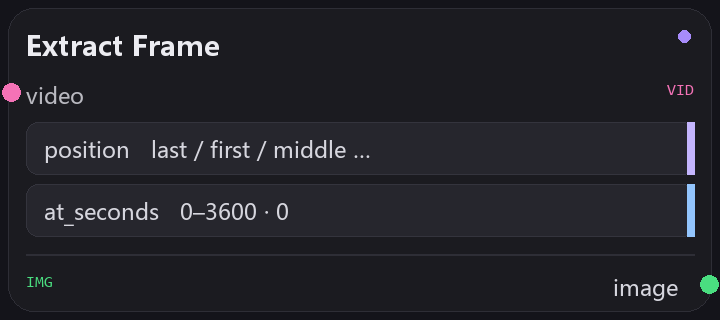 Extract Frame
video VID
position last / first / middle ...
at_seconds 0–3600 · 0
IMG image